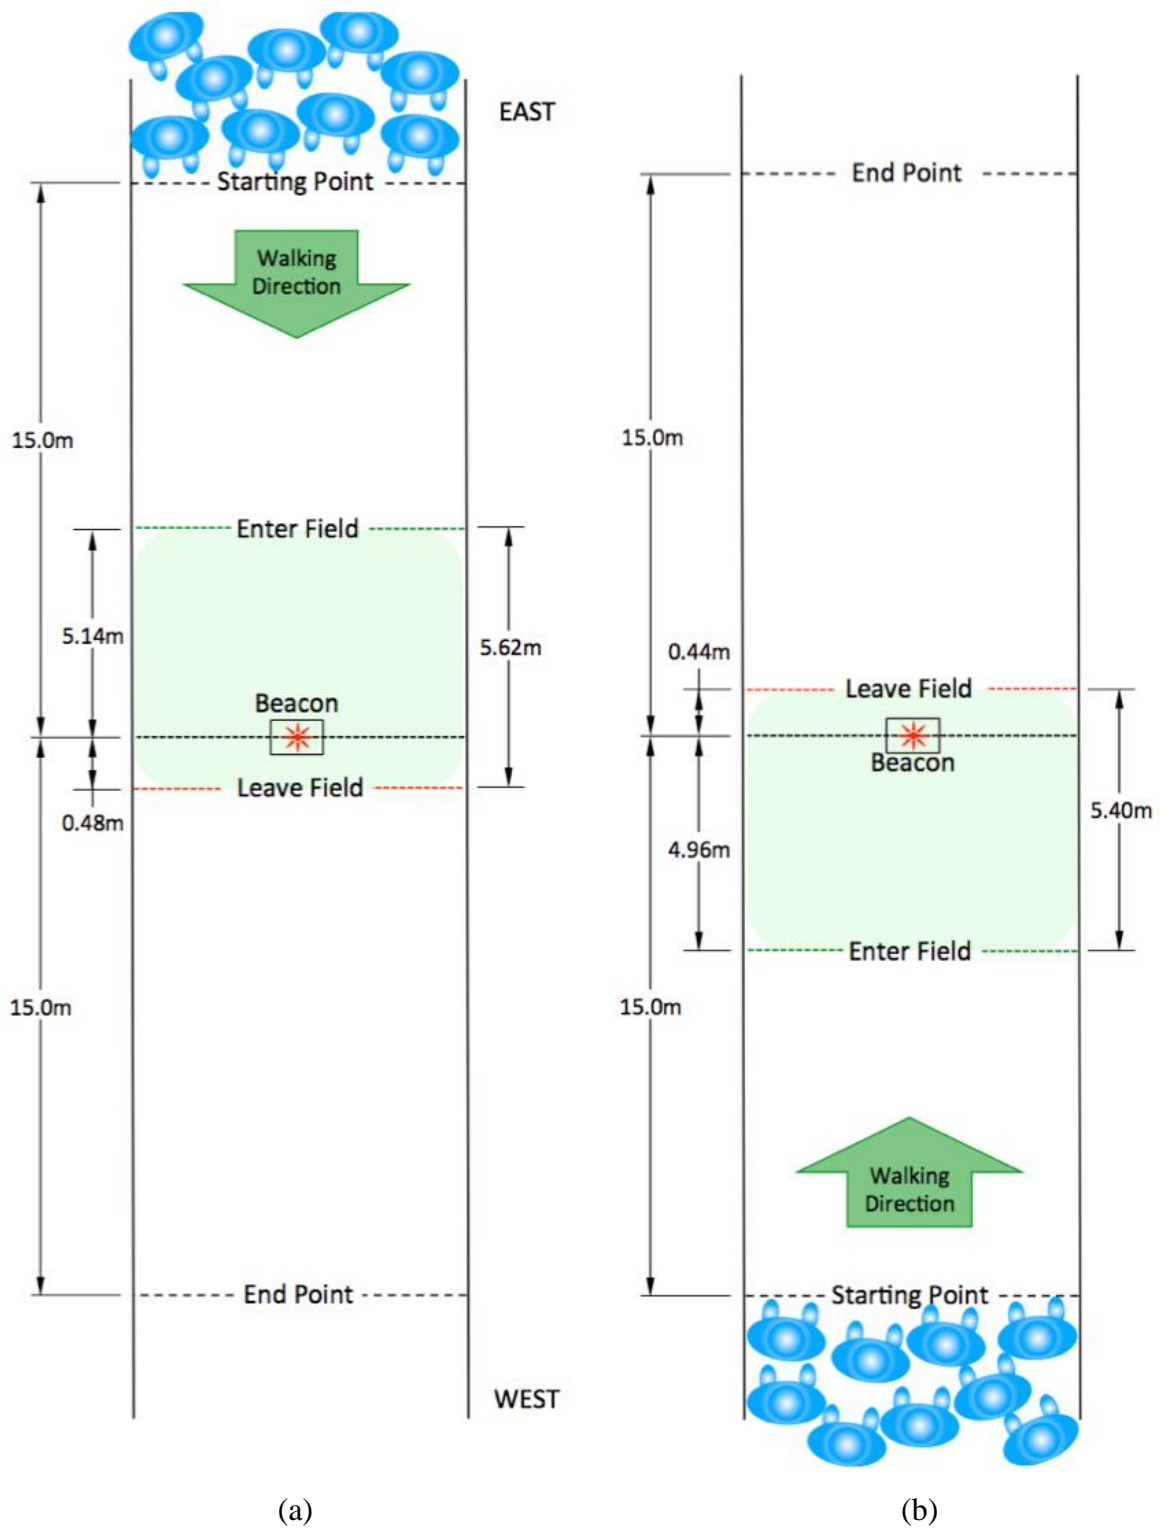 EAST
Starting Point
Walking
Direction
15.0m
Enter Field
5.14m
5.62m
Beacon
Leave Field
0.48m
15.0m
End Point
WEST
(a)
End Point
15.0m
0.44m
Leave Field
Beacon
5.40m
4.96m
Enter Field
15.0m
Walking
Direction
Starting Point
(b)